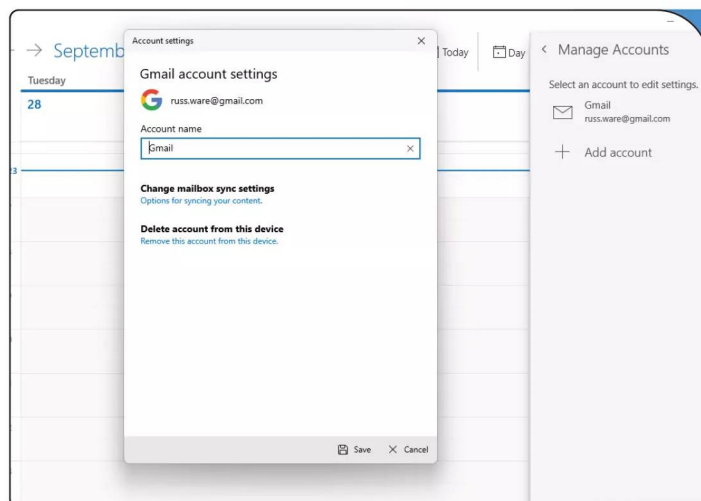 Septemb
Today
Day
Tuesday
28
23
Account settings
Gmail account settings
russ.ware@gmail.com
Account name
Gmail
Change mailbox sync settings
Options for syncing your content.
Delete account from this device
Remove this account from this device.
Save
Cancel
Manage Accounts
Select an account to edit settings.
Gmail
russ.ware@gmail.com
Add account